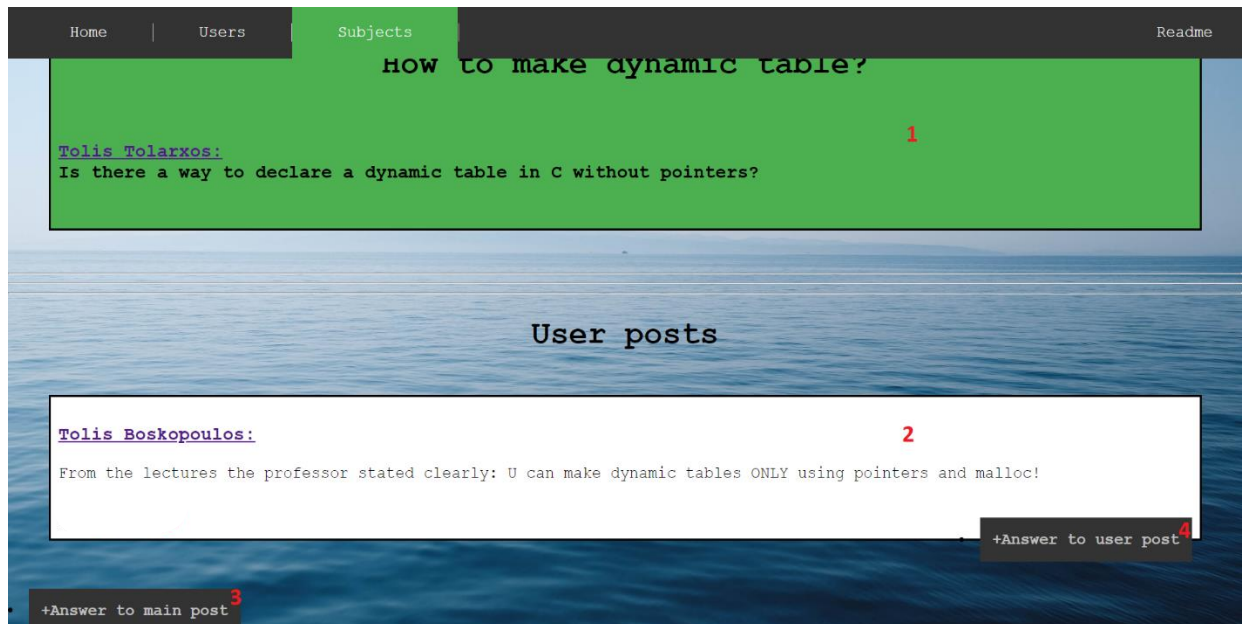 Home | Users | Subjects | Readme
How to make dynamic table?
1
Tolis Tolarxos:
Is there a way to declare a dynamic table in C without pointers?
User posts
Tolis Boskopoulos:
2
From the lectures the professor stated clearly: U can make dynamic tables ONLY using pointers and malloc!
+Answer to user post 4
+Answer to main post 3